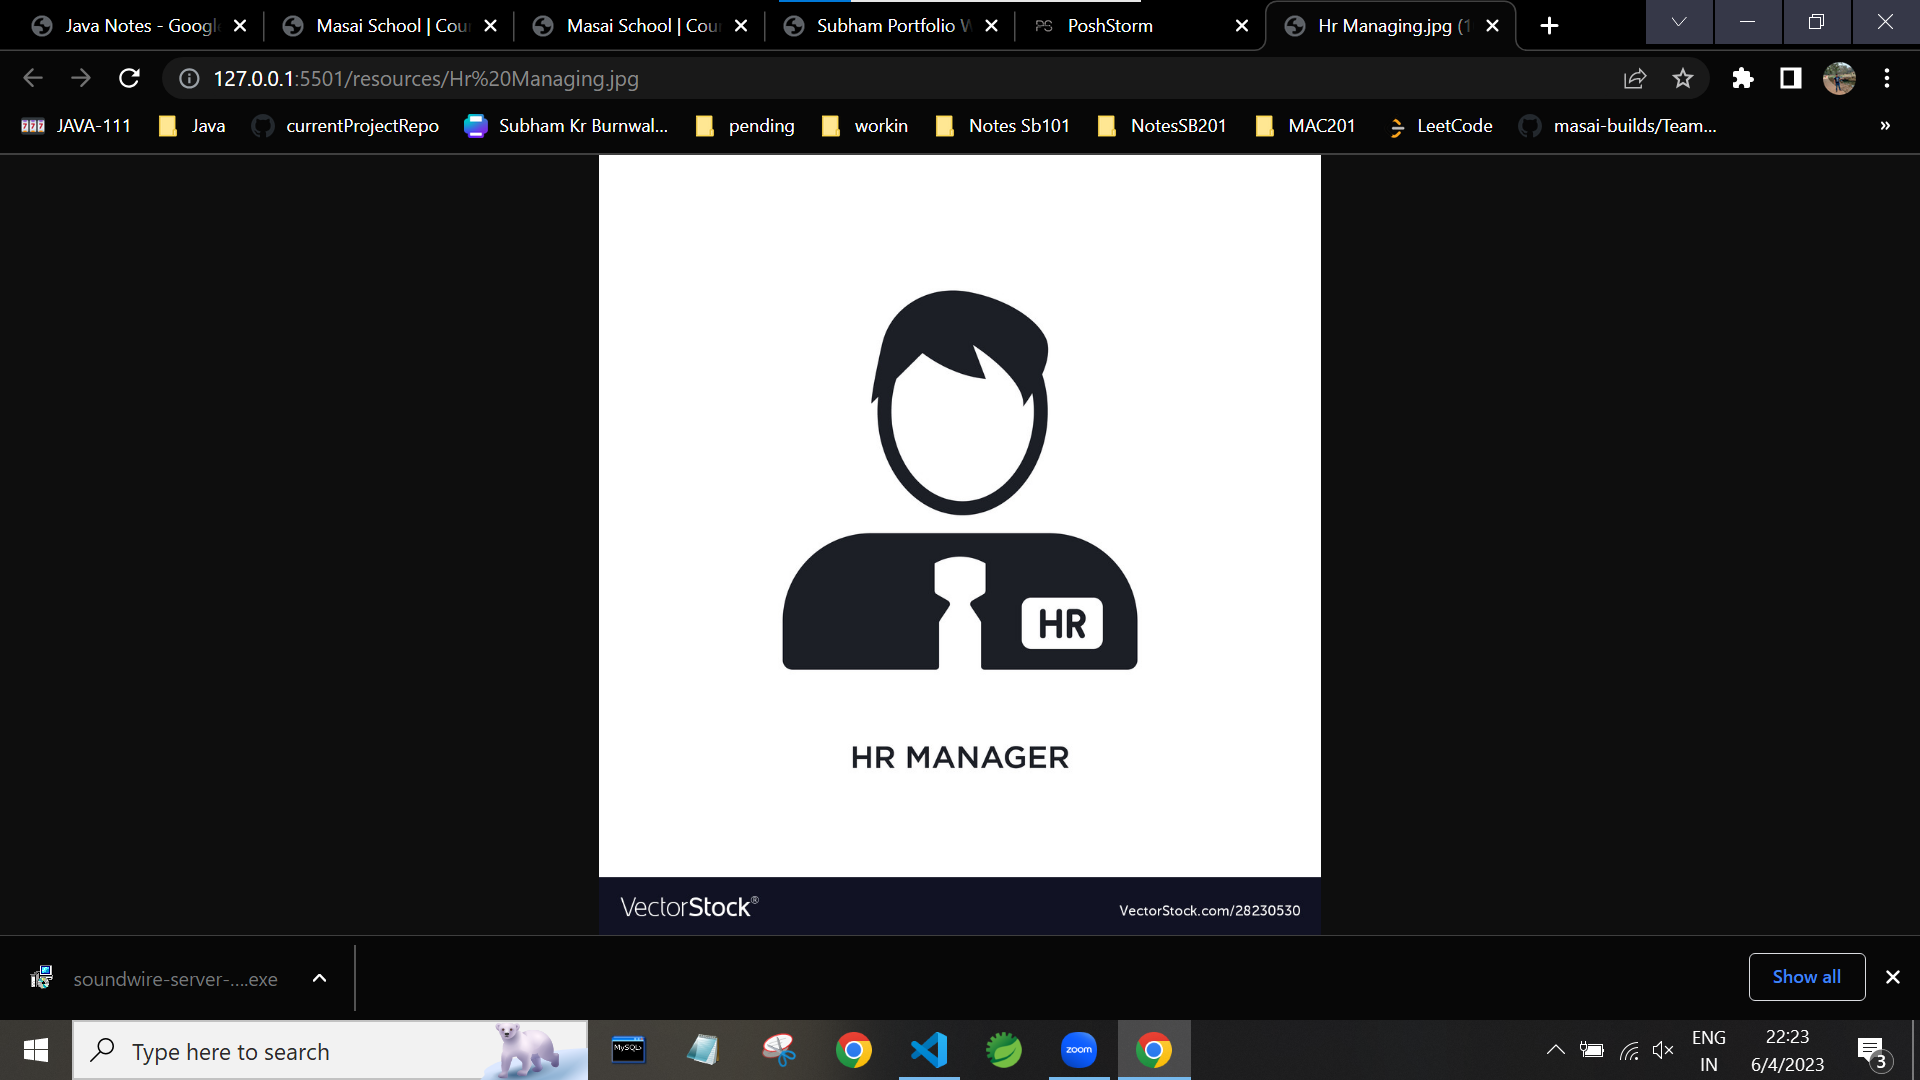 Java Notes - Googl
Masai School | Cou
Masai School | Cou
Subham Portfolio W
PS PoshStorm
Hr Managing.jpg (1
127.0.0.1:5501/resources/Hr%20Managing.jpg
777 JAVA-111
Java
currentProjectRepo
Subham Kr Burnwal...
pending
workin
Notes Sb101
NotesSB201
MAC201
LeetCode
masai-builds/Team...
»
HR
HR MANAGER
VectorStock®
VectorStock.com/28230530
soundwire-server-....exe
Show all
Type here to search
MySQL
zoom
ENG
IN
22:23
6/4/2023
3